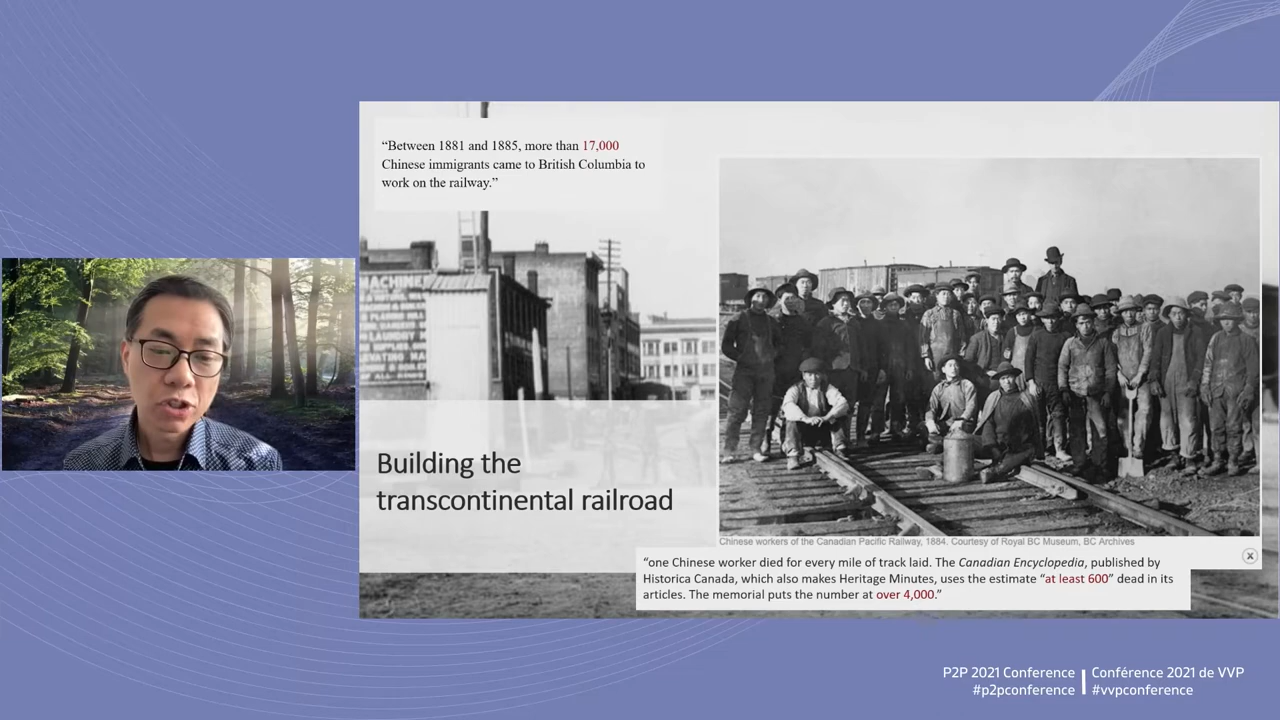 “Between 1881 and 1885, more than 17,000
Chinese immigrants came to British Columbia to
work on the railway.”
MACHINE
LAUNDRY
Building the
transcontinental railroad
Chinese workers of the Canadian Pacific Railway, 1884. Courtesy of Royal BC Museum, BC Archives
“one Chinese worker died for every mile of track laid. The Canadian Encyclopedia, published by
Historica Canada, which also makes Heritage Minutes, uses the estimate “at least 600” dead in its
articles. The memorial puts the number at over 4,000.”
P2P 2021 Conference
#p2pconference
Conférence 2021 de VVP
#vvpconference